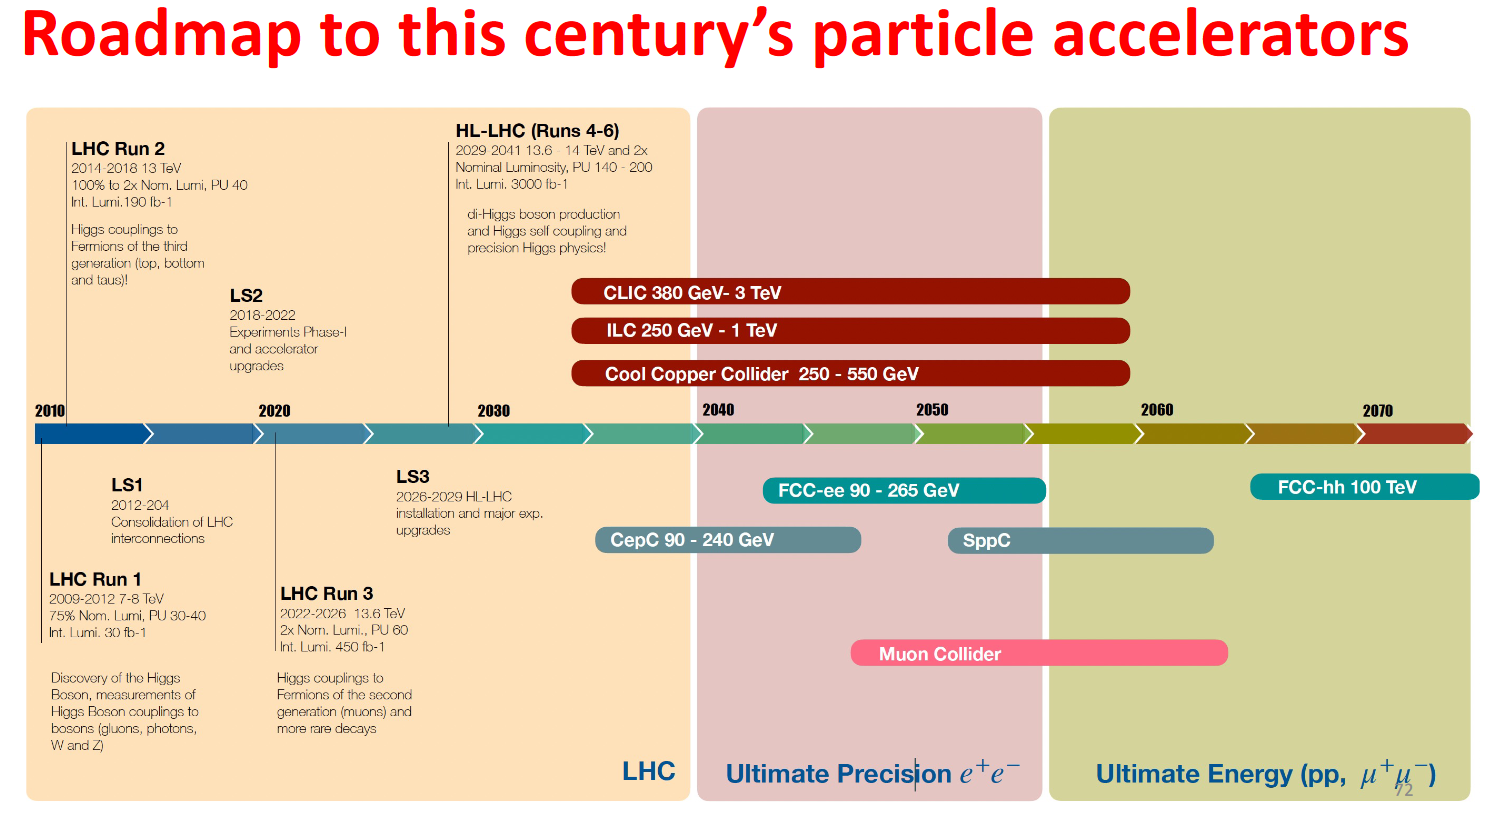 Roadmap to this century's particle accelerators
LHC Run 2
2014-2018 13 TeV
100% to 2x Nom. Lumi, PU 40
Int. Lumi.190 fb-1
Higgs couplings to
Fermions of the third
generation (top, bottom
and taus)!
LS2
2018-2022
Experiments Phase-I
and accelerator
upgrades
HL-LHC (Runs 4-6)
2029-2041 13.6 - 14 TeV and 2x
Nominal Luminosity, PU 140 - 200
Int. Lumi. 3000 fb-1
di-Higgs boson production
and Higgs self coupling and
precision Higgs physics!
CLIC 380 GeV- 3 TeV
ILC 250 GeV - 1 TeV
Cool Copper Collider 250 - 550 GeV
2010
2020
2030
2040
2050
2060
2070
LS1
2012-204
Consolidation of LHC
interconnections
LS3
2026-2029 HL-LHC
installation and major exp.
upgrades
FCC-ee 90 - 265 GeV
FCC-hh 100 TeV
CepC 90 - 240 GeV
SppC
LHC Run 1
2009-2012 7-8 TeV
75% Nom. Lumi, PU 30-40
Int. Lumi. 30 fb-1
Discovery of the Higgs
Boson, measurements of
Higgs Boson couplings to
bosons (gluons, photons,
W and Z)
LHC Run 3
2022-2026 13.6 TeV
2x Nom. Lumi., PU 60
Int. Lumi. 450 fb-1
Higgs couplings to
Fermions of the second
generation (muons) and
more rare decays
Muon Collider
LHC
Ultimate Precision e⁺e⁻
Ultimate Energy (pp, μ⁺μ⁻)
72